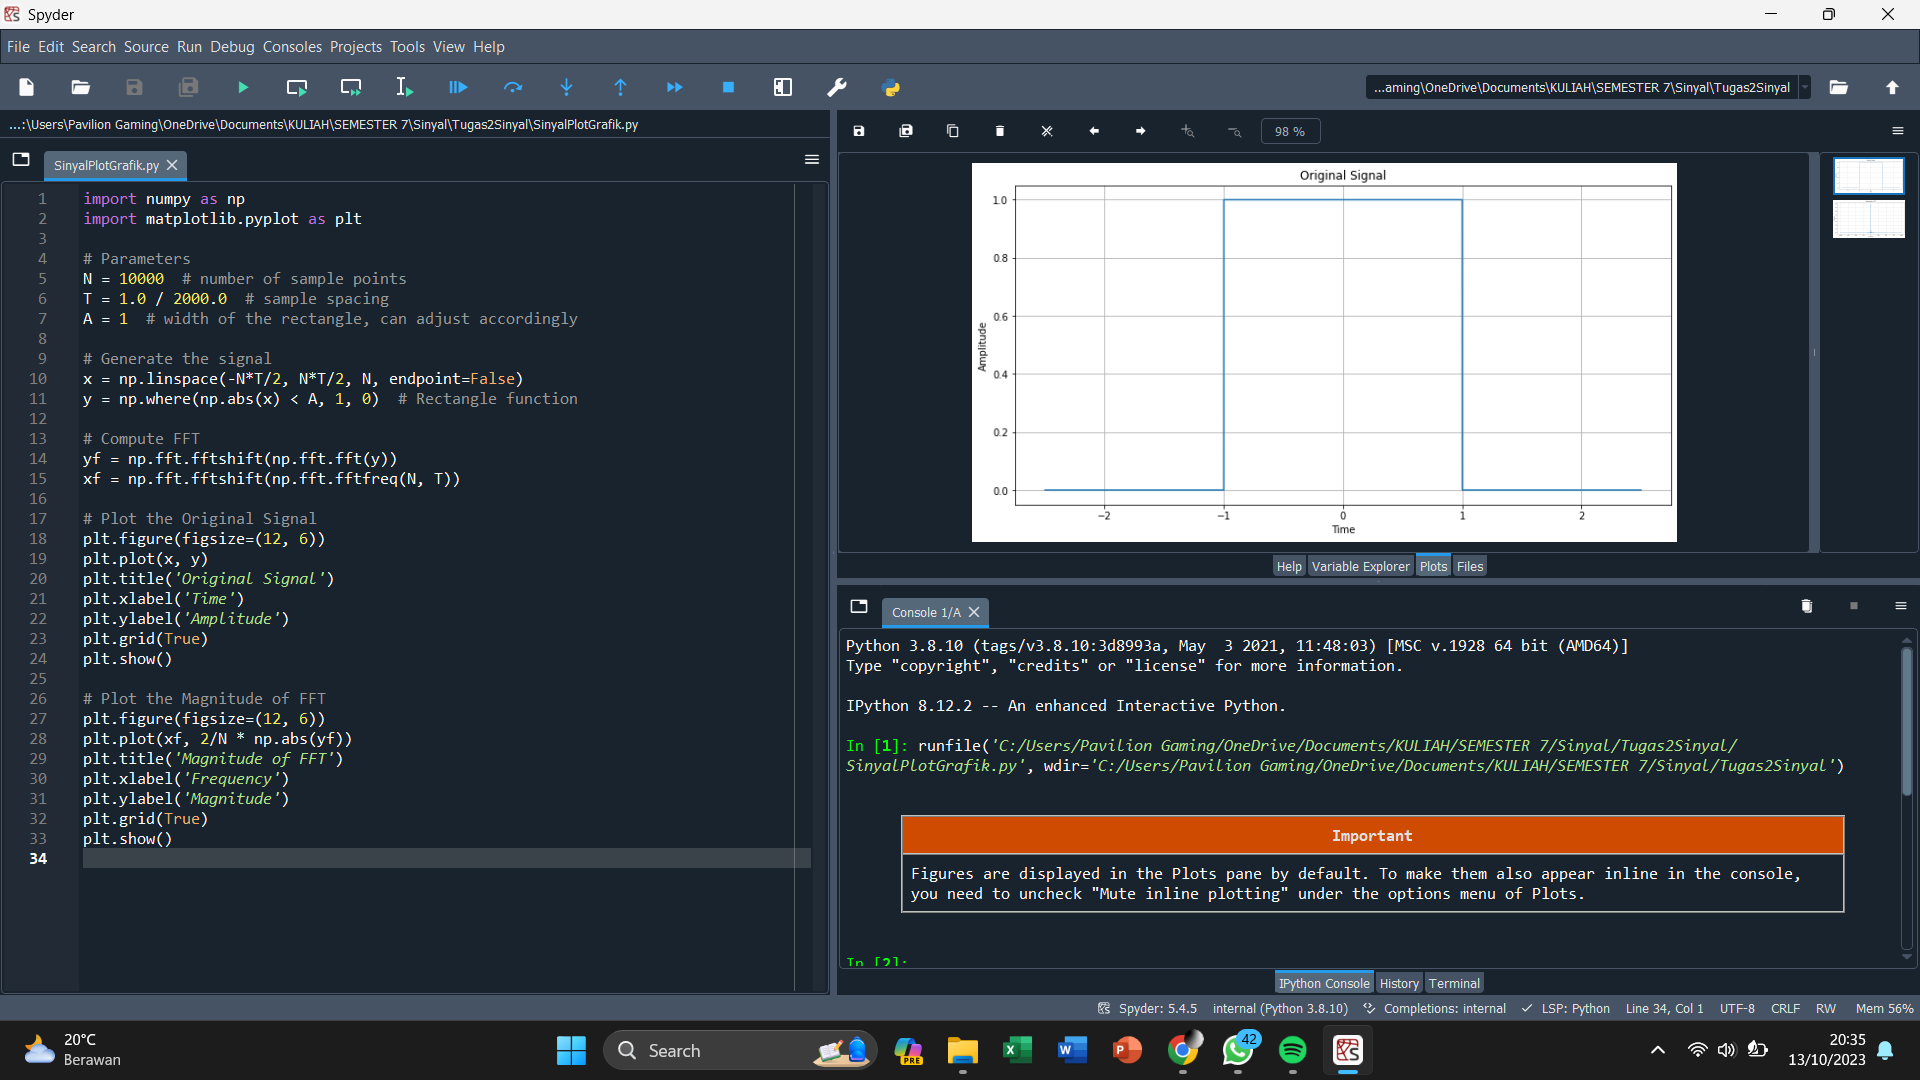 Spyder
File Edit Search Source Run Debug Consoles Projects Tools View Help
...aming\OneDrive\Documents\KULIAH\SEMESTER 7\Sinyal\Tugas2Sinyal
...:\Users\Pavilion Gaming\OneDrive\Documents\KULIAH\SEMESTER 7\Sinyal\Tugas2Sinyal\SinyalPlotGrafik.py
SinyalPlotGrafik.py
1 import numpy as np
2 import matplotlib.pyplot as plt
3
4 # Parameters
5 N = 10000  # number of sample points
6 T = 1.0 / 2000.0  # sample spacing
7 A = 1  # width of the rectangle, can adjust accordingly
8
9 # Generate the signal
10 x = np.linspace(-N*T/2, N*T/2, N, endpoint=False)
11 y = np.where(np.abs(x) < A, 1, 0)  # Rectangle function
12
13 # Compute FFT
14 yf = np.fft.fftshift(np.fft.fft(y))
15 xf = np.fft.fftshift(np.fft.fftfreq(N, T))
16
17 # Plot the Original Signal
18 plt.figure(figsize=(12, 6))
19 plt.plot(x, y)
20 plt.title('Original Signal')
21 plt.xlabel('Time')
22 plt.ylabel('Amplitude')
23 plt.grid(True)
24 plt.show()
25
26 # Plot the Magnitude of FFT
27 plt.figure(figsize=(12, 6))
28 plt.plot(xf, 2/N * np.abs(yf))
29 plt.title('Magnitude of FFT')
30 plt.xlabel('Frequency')
31 plt.ylabel('Magnitude')
32 plt.grid(True)
33 plt.show()
34
98 %
Original Signal
1.0
0.8
0.6
0.4
0.2
0.0
Amplitude
−2 −1 0 1 2
Time
Help Variable Explorer Plots Files
Console 1/A
Python 3.8.10 (tags/v3.8.10:3d8993a, May  3 2021, 11:48:03) [MSC v.1928 64 bit (AMD64)]
Type "copyright", "credits" or "license" for more information.
IPython 8.12.2 -- An enhanced Interactive Python.
In [1]: runfile('C:/Users/Pavilion Gaming/OneDrive/Documents/KULIAH/SEMESTER 7/Sinyal/Tugas2Sinyal/
SinyalPlotGrafik.py', wdir='C:/Users/Pavilion Gaming/OneDrive/Documents/KULIAH/SEMESTER 7/Sinyal/Tugas2Sinyal')
Important
Figures are displayed in the Plots pane by default. To make them also appear inline in the console,
you need to uncheck "Mute inline plotting" under the options menu of Plots.
In [2]:
IPython Console History Terminal
Spyder: 5.4.5 internal (Python 3.8.10) Completions: internal LSP: Python Line 34, Col 1 UTF-8 CRLF RW Mem 56%
20°C
Berawan
Search
PRE
42
20:35
13/10/2023